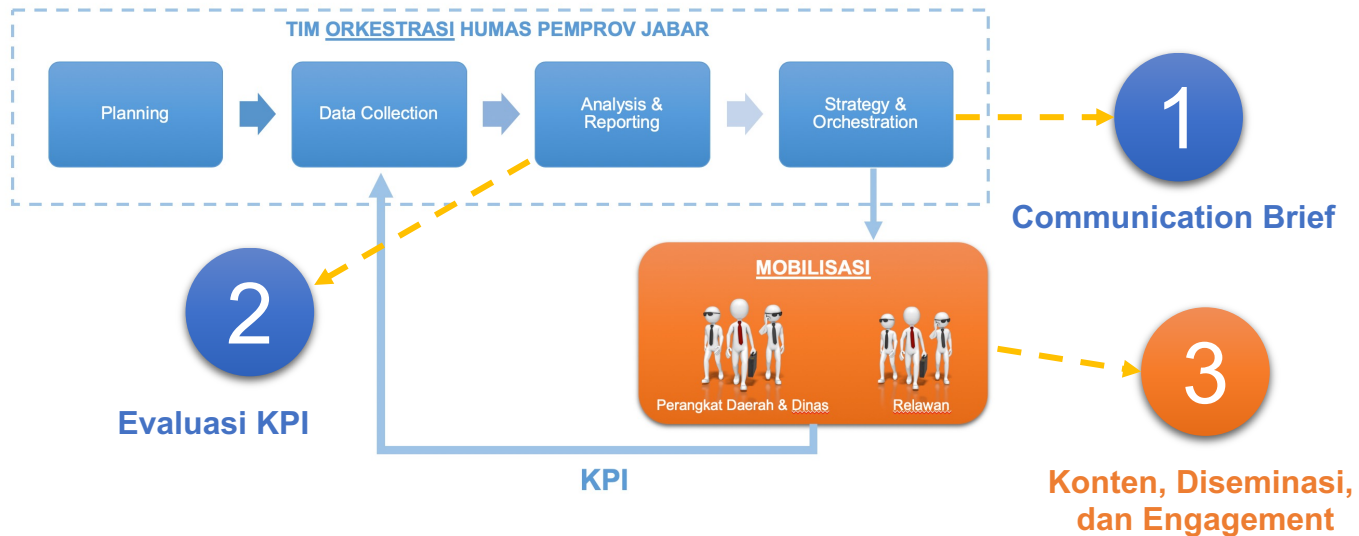 TIM ORKESTRASI HUMAS PEMPROV JABAR
Planning
Data Collection
Analysis &
Reporting
Strategy &
Orchestration
1
Communication Brief
2
Evaluasi KPI
MOBILISASI
Perangkat Daerah & Dinas
Relawan
KPI
3
Konten, Diseminasi,
dan Engagement